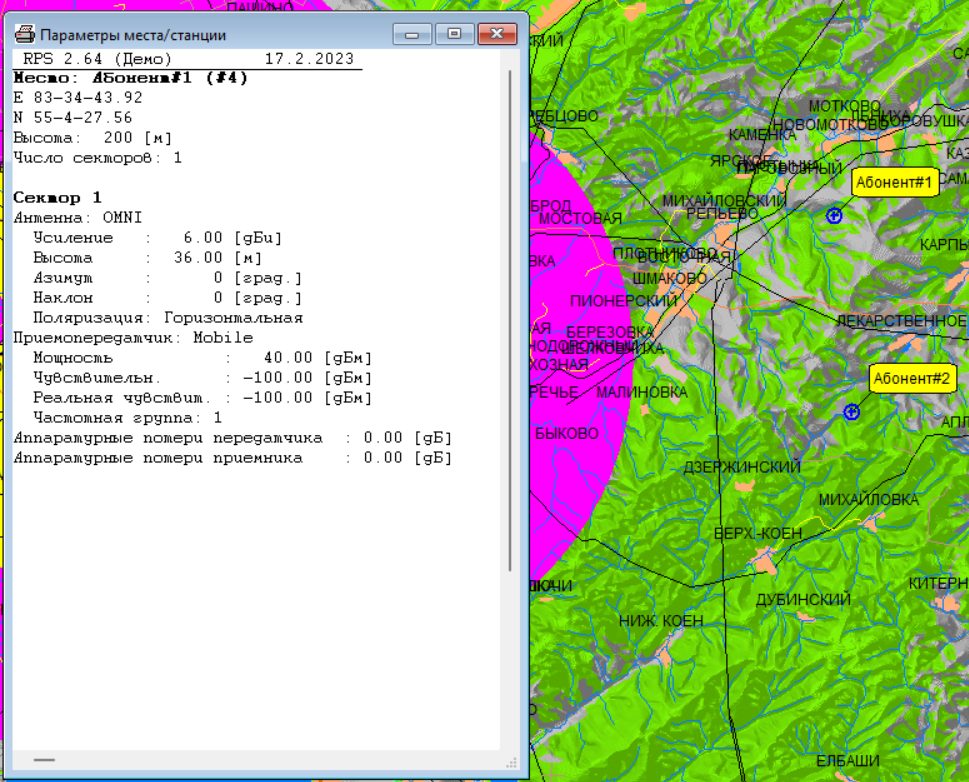 ПАШИНО
Параметры места/станции
RPS 2.64 (Демо) 17.2.2023
Место: Абонент#1 (#4)
E 83-34-43.92
N 55-4-27.56
Высота: 200 [м]
Число секторов: 1
Сектор 1
Антенна: OMNI
Усиление : 6.00 [дБи]
Высота : 36.00 [м]
Азимут : 0 [град.]
Наклон : 0 [град.]
Поляризация: Горизонтальная
Приемопередатчик: Mobile
Мощность : 40.00 [дБм]
Чувствительн. : -100.00 [дБм]
Реальная чувствит. : -100.00 [дБм]
Частотная группа: 1
Аппаратурные потери передатчика : 0.00 [дБ]
Аппаратурные потери приемника : 0.00 [дБ]
МОТКОВО
НОВОМОТКОВО
БОРОВУШКА
КАМЕНКА
ЯРСКОЕ
Абонент#1
МИХАЙЛОВСКИЙ
РЕПЬЕВО
МОСТОВАЯ
ПЛОТНИКОВО
ВОСТОЧНАЯ
ШМАКОВО
ПИОНЕРСКИЙ
БЕРЕЗОВКА
ЛЕКАРСТВЕННОЕ
Абонент#2
МАЛИНОВКА
БЫКОВО
ДЗЕРЖИНСКИЙ
МИХАЙЛОВКА
ВЕРХ.-КОЕН
ДУБИНСКИЙ
НИЖ. КОЕН
КИТЕРН
ЕЛБАШИ